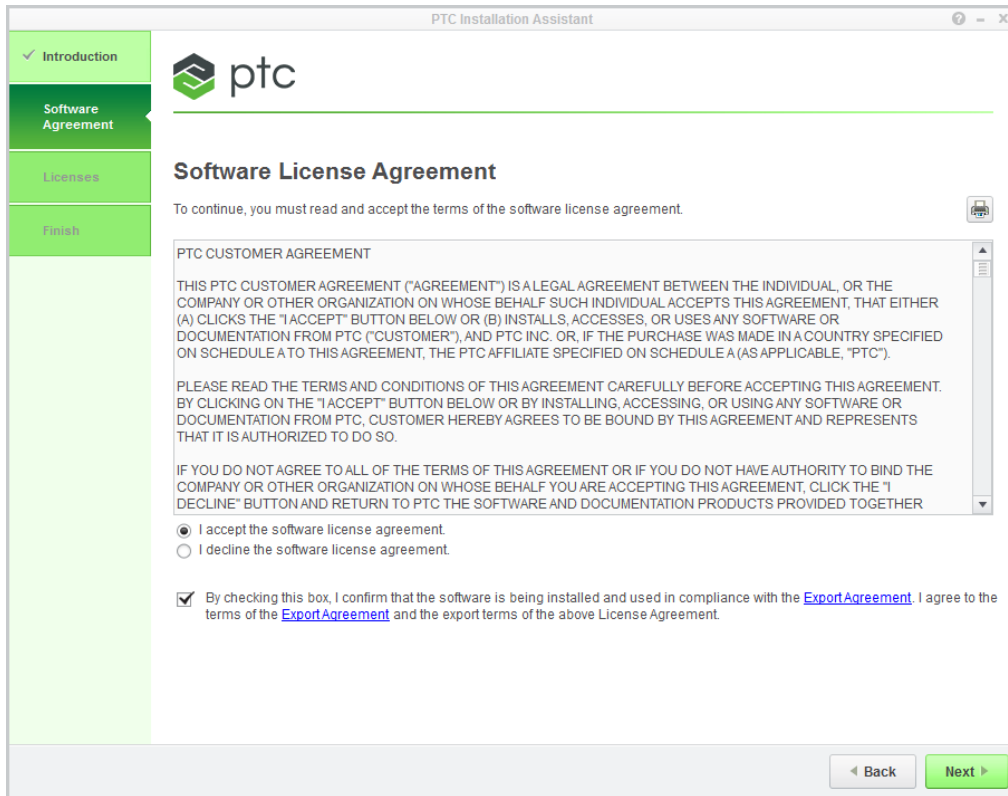 PTC Installation Assistant
Introduction
Software
Agreement
Licenses
Finish
ptc
Software License Agreement
To continue, you must read and accept the terms of the software license agreement.
PTC CUSTOMER AGREEMENT
THIS PTC CUSTOMER AGREEMENT ("AGREEMENT") IS A LEGAL AGREEMENT BETWEEN THE INDIVIDUAL, OR THE
COMPANY OR OTHER ORGANIZATION ON WHOSE BEHALF SUCH INDIVIDUAL ACCEPTS THIS AGREEMENT, THAT EITHER
(A) CLICKS THE "I ACCEPT" BUTTON BELOW OR (B) INSTALLS, ACCESSES, OR USES ANY SOFTWARE OR
DOCUMENTATION FROM PTC ("CUSTOMER"), AND PTC INC. OR, IF THE PURCHASE WAS MADE IN A COUNTRY SPECIFIED
ON SCHEDULE A TO THIS AGREEMENT, THE PTC AFFILIATE SPECIFIED ON SCHEDULE A (AS APPLICABLE, "PTC").
PLEASE READ THE TERMS AND CONDITIONS OF THIS AGREEMENT CAREFULLY BEFORE ACCEPTING THIS AGREEMENT.
BY CLICKING ON THE "I ACCEPT" BUTTON BELOW OR BY INSTALLING, ACCESSING, OR USING ANY SOFTWARE OR
DOCUMENTATION FROM PTC, CUSTOMER HEREBY AGREES TO BE BOUND BY THIS AGREEMENT AND REPRESENTS
THAT IT IS AUTHORIZED TO DO SO.
IF YOU DO NOT AGREE TO ALL OF THE TERMS OF THIS AGREEMENT OR IF YOU DO NOT HAVE AUTHORITY TO BIND THE
COMPANY OR OTHER ORGANIZATION ON WHOSE BEHALF YOU ARE ACCEPTING THIS AGREEMENT, CLICK THE "I
DECLINE" BUTTON AND RETURN TO PTC THE SOFTWARE AND DOCUMENTATION PRODUCTS PROVIDED TOGETHER
I accept the software license agreement.
I decline the software license agreement.
By checking this box, I confirm that the software is being installed and used in compliance with the Export Agreement. I agree to the
terms of the Export Agreement and the export terms of the above License Agreement.
Back
Next